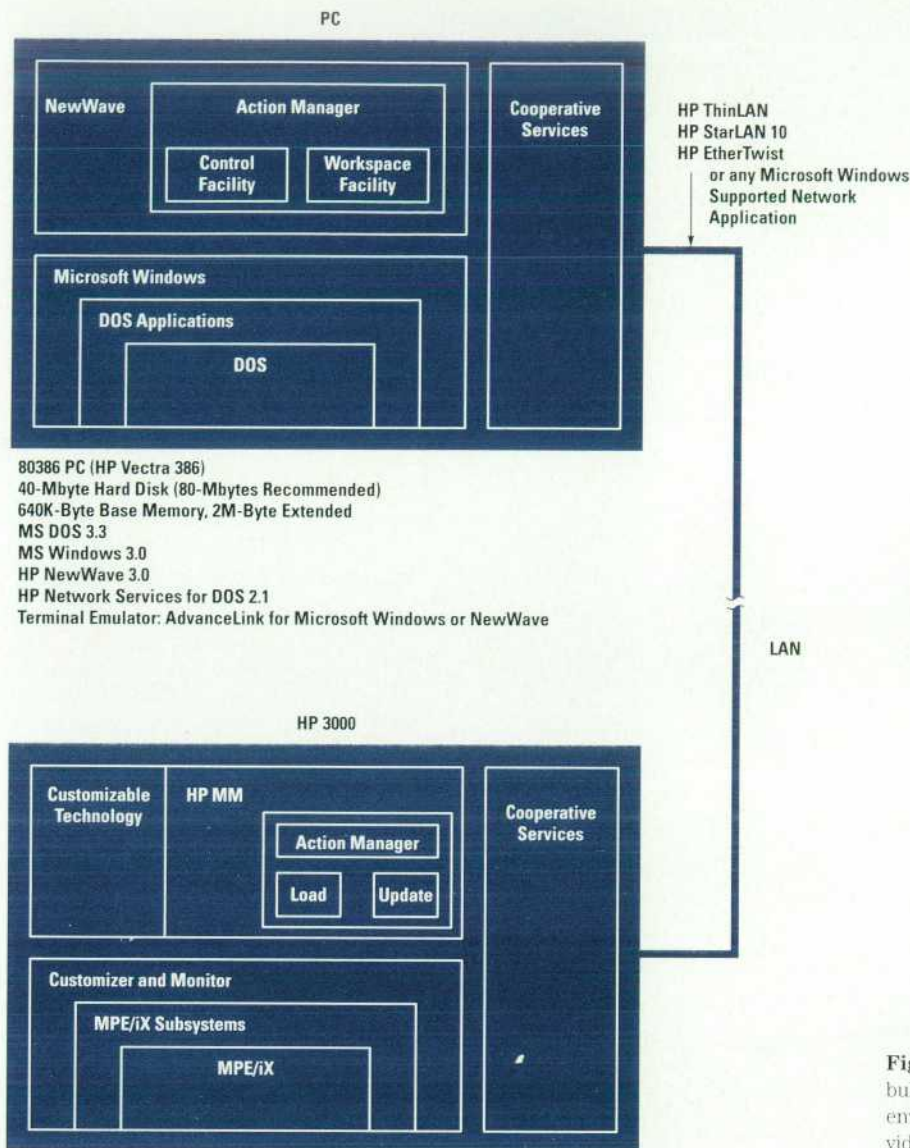 PC
NewWave
Action Manager
Control
Facility
Workspace
Facility
Cooperative
Services
Microsoft Windows
DOS Applications
DOS
HP ThinLAN
HP StarLAN 10
HP EtherTwist
or any Microsoft Windows
Supported Network
Application
80386 PC (HP Vectra 386)
40-Mbyte Hard Disk (80-Mbytes Recommended)
640K-Byte Base Memory, 2M-Byte Extended
MS DOS 3.3
MS Windows 3.0
HP NewWave 3.0
HP Network Services for DOS 2.1
Terminal Emulator: AdvanceLink for Microsoft Windows or NewWave
LAN
HP 3000
Customizable
Technology
HP MM
Action Manager
Load
Update
Cooperative
Services
Customizer and Monitor
MPE/iX Subsystems
MPE/iX